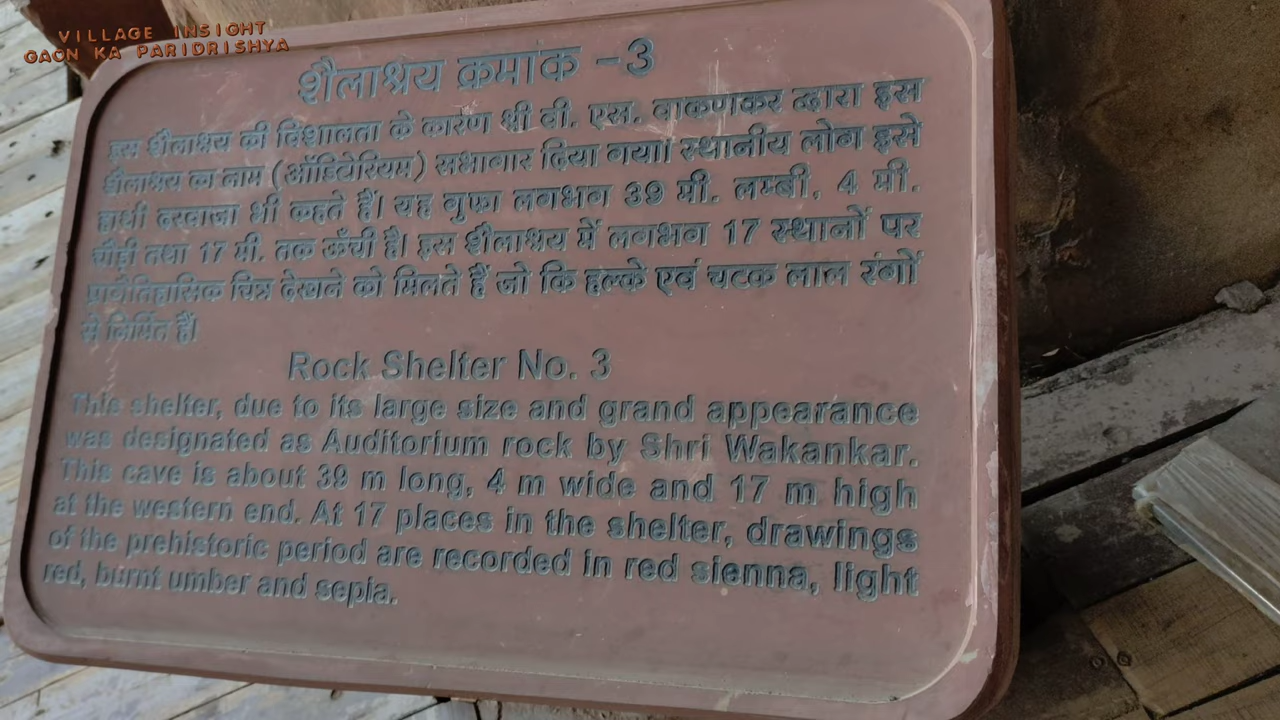 VILLAGE INSIGHT
GAON KA PARIDRISHYA
शैलाश्रय क्रमांक -3
इस शैलाश्रय की विशालता के कारण श्री वी. एस. वाकणकर द्वारा इस
शैलाश्रय का नाम (ऑडिटोरियम) सभागार दिया गया। स्थानीय लोग इसे
हाथी दरवाजा भी कहते हैं। यह गुफा लगभग 39 मी. लम्बी, 4 मी.
चौड़ी तथा 17 मी. तक ऊँची है। इस शैलाश्रय में लगभग 17 स्थानों पर
प्रागैतिहासिक चित्र देखने को मिलते हैं जो कि हल्के एवं चटक लाल रंगों
से निर्मित हैं।
Rock Shelter No. 3
This shelter, due to its large size and grand appearance
was designated as Auditorium rock by Shri Wakankar.
This cave is about 39 m long, 4 m wide and 17 m high
at the western end. At 17 places in the shelter, drawings
of the prehistoric period are recorded in red sienna, light
red, burnt umber and sepia.